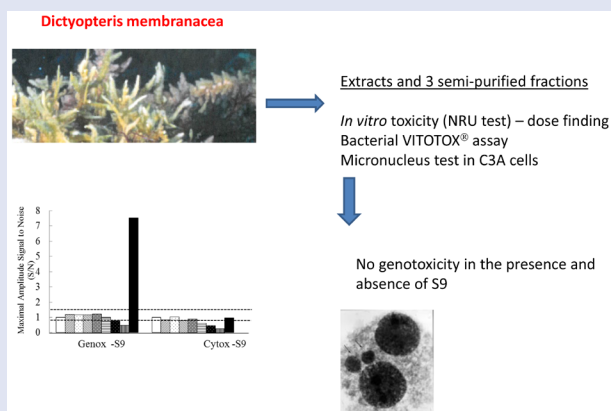 Dictyopteris membranacea
Extracts and 3 semi-purified fractions
In vitro toxicity (NRU test) – dose finding
Bacterial VITOTOX® assay
Micronucleus test in C3A cells
No genotoxicity in the presence and
absence of S9
Maximal Amplitude Signal to Noise
(S/N)
8
7
6
5
4
3
2
1
0
Genox -S9
Cytox -S9